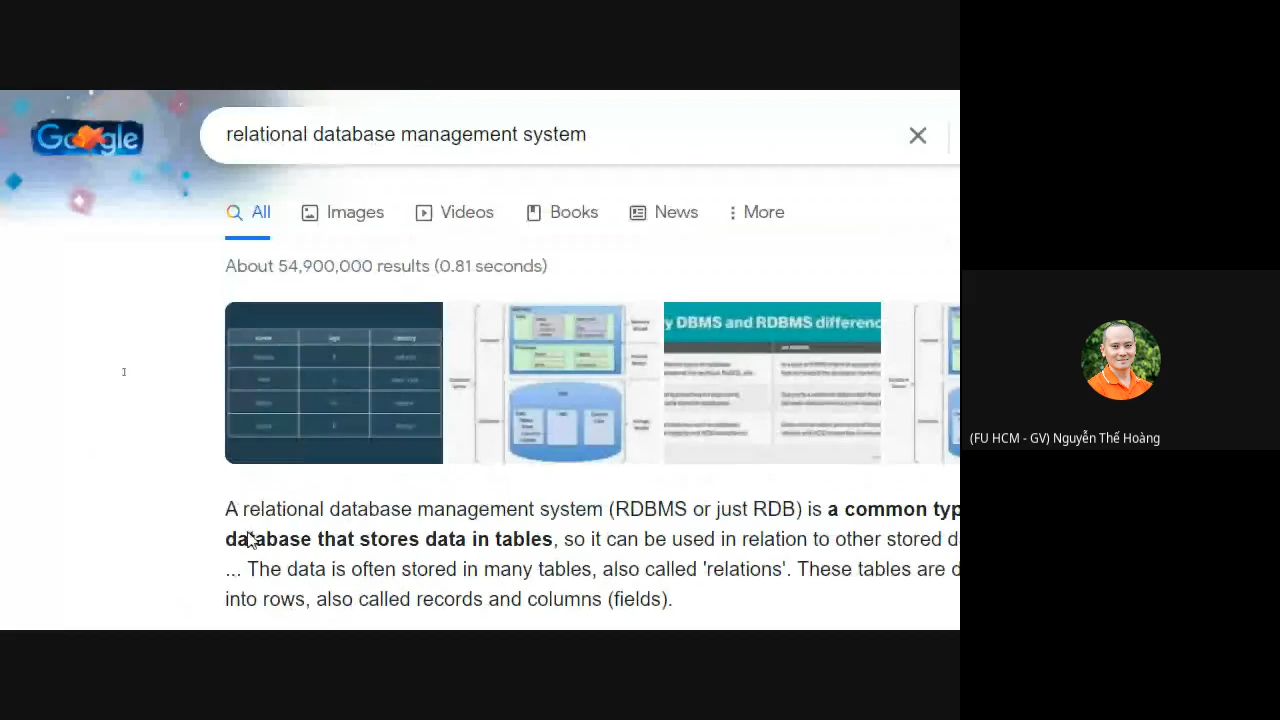 Google
relational database management system
All Images Videos Books News More
About 54,900,000 results (0.81 seconds)
y DBMS and RDBMS differenc
A relational database management system (RDBMS or just RDB) is a common typ
database that stores data in tables, so it can be used in relation to other stored d
... The data is often stored in many tables, also called 'relations'. These tables are d
into rows, also called records and columns (fields).
(FU HCM - GV) Nguyễn Thế Hoàng